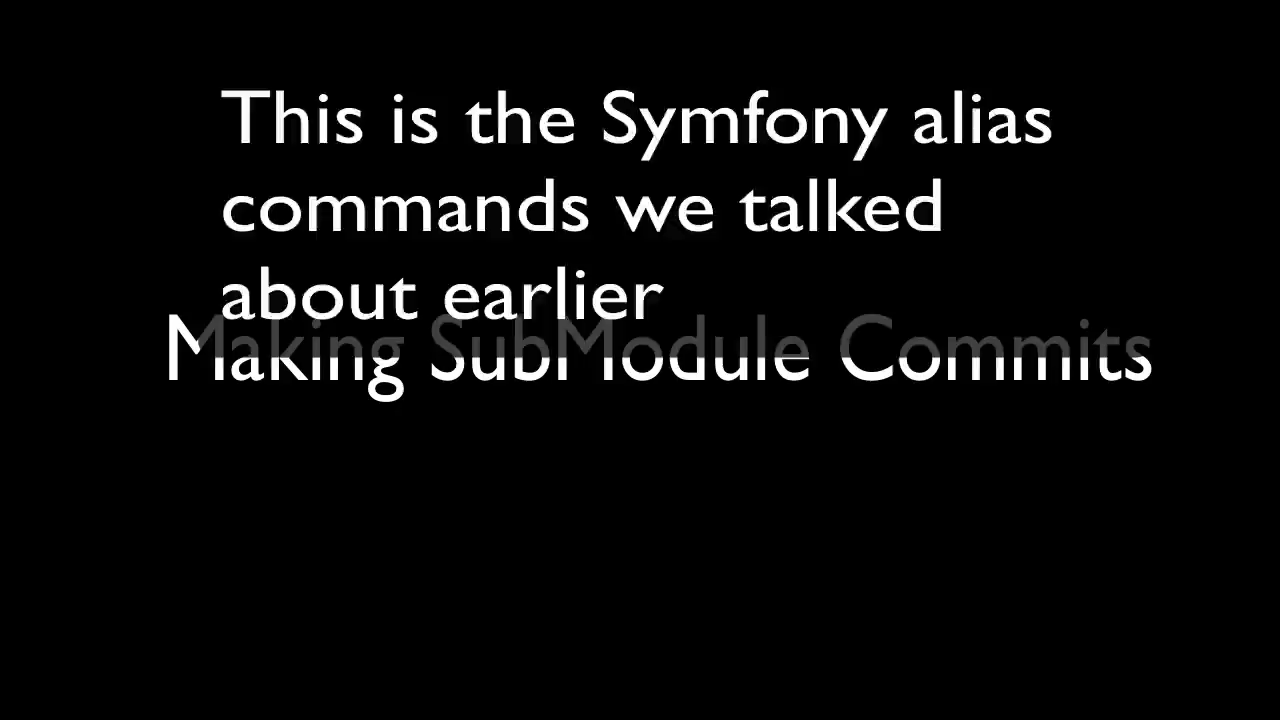 This is the Symfony alias
commands we talked
about earlier
Making SubModule Commits